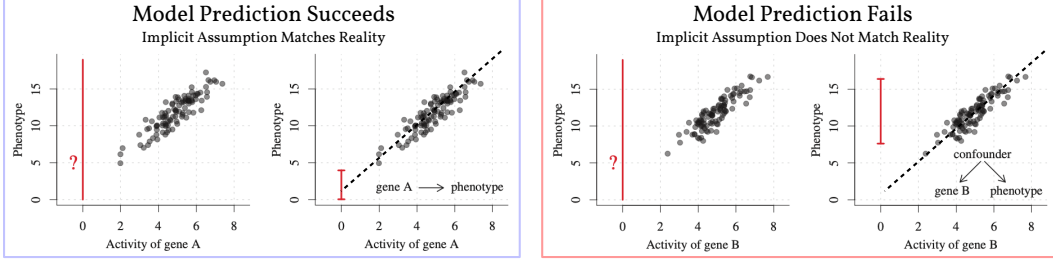 Model Prediction Succeeds
Implicit Assumption Matches Reality
Phenotype
15
10
5
0
?
0 2 4 6 8
Activity of gene A
Phenotype
15
10
5
0
gene A → phenotype
0 2 4 6 8
Activity of gene A
Model Prediction Fails
Implicit Assumption Does Not Match Reality
Phenotype
15
10
5
0
?
0 2 4 6 8
Activity of gene B
Phenotype
15
10
5
0
confounder
gene B phenotype
0 2 4 6 8
Activity of gene B